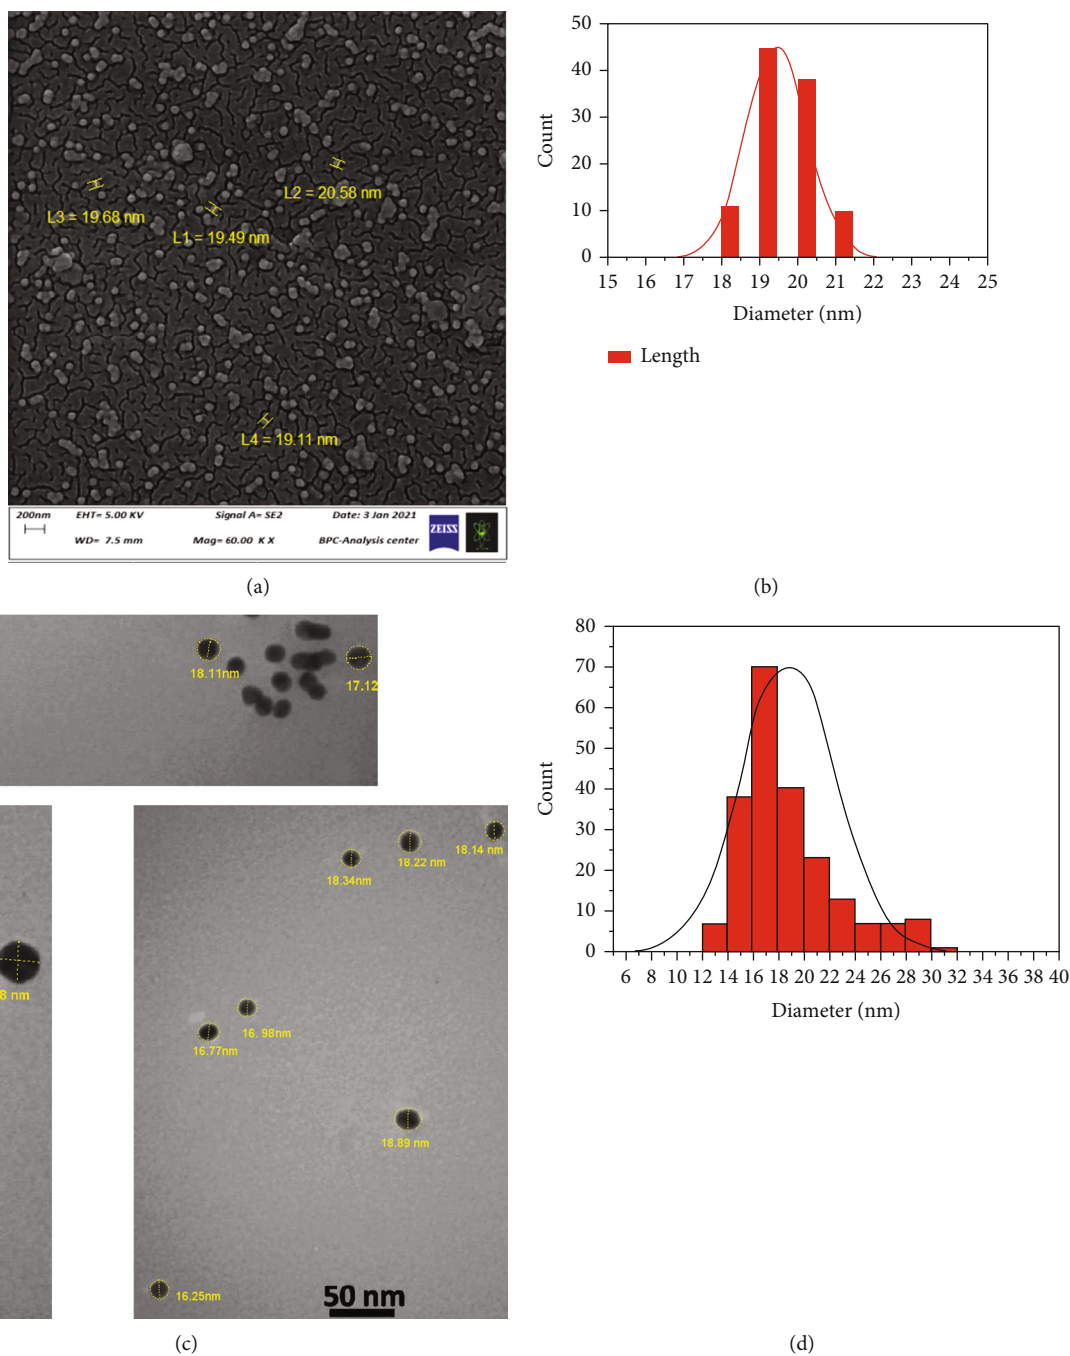 L2 = 20.58 nm
L3 = 19.68 nm
L1 = 19.49 nm
L4 = 19.11 nm
200nm
EHT= 5.00 KV
Signal A= SE2
Date: 3 Jan 2021
WD= 7.5 mm
Mag= 60.00 K X
BPC-Analysis center
ZEISS
(a)
50
40
30
20
10
0
Count
15 16 17 18 19 20 21 22 23 24 25
Diameter (nm)
Length
(b)
18.11nm
17.12
8 nm
18.34nm
18.22 nm
18.14 nm
16.77nm
16. 98nm
18.89 nm
16.25nm
50 nm
(c)
80
70
60
50
40
30
20
10
0
Count
6 8 10 12 14 16 18 20 22 24 26 28 30 32 34 36 38 40
Diameter (nm)
(d)